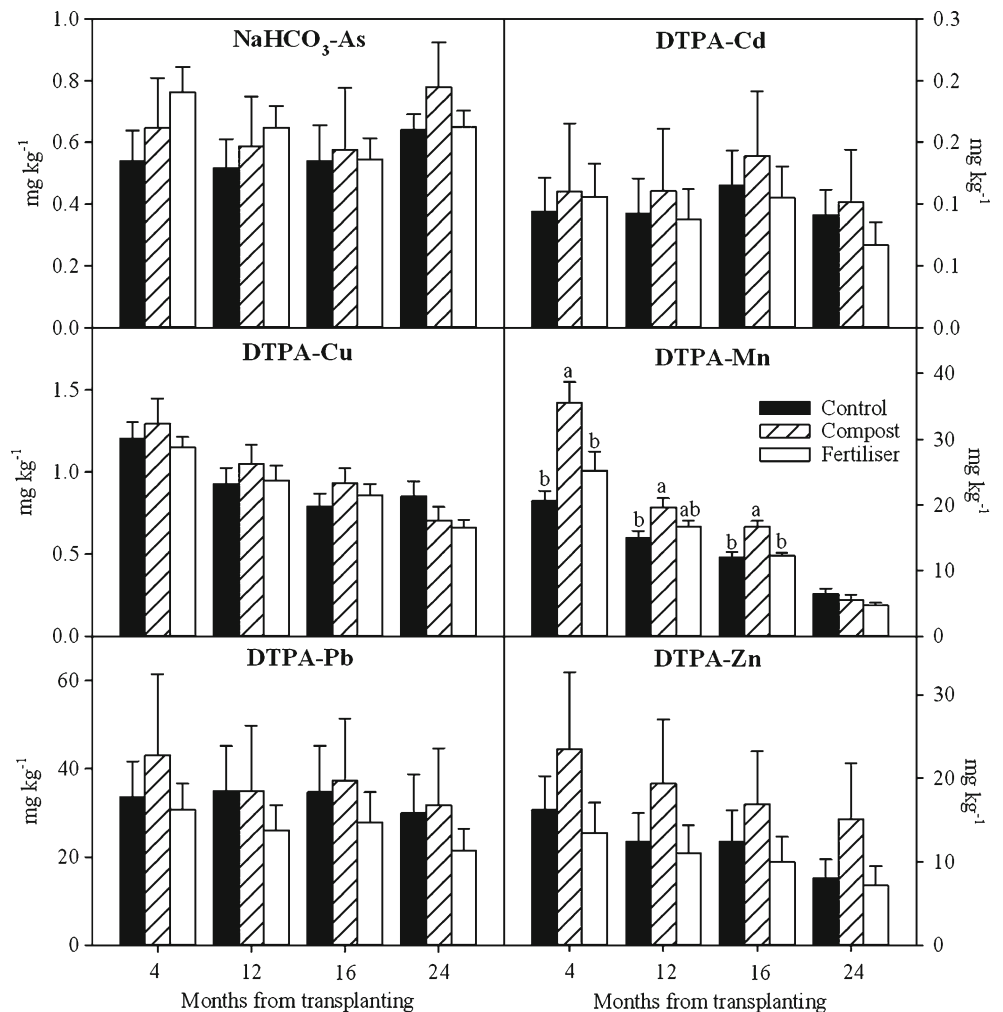 NaHCO₃-As
DTPA-Cd
1.0
0.8
0.6
0.4
0.2
0.0
mg kg⁻¹
0.3
0.2
0.2
0.1
0.1
0.0
mg kg⁻¹
DTPA-Cu
DTPA-Mn
1.5
1.0
0.5
0.0
mg kg⁻¹
b a b
b a ab
b a b
Control
Compost
Fertiliser
40
30
20
10
0
mg kg⁻¹
DTPA-Pb
DTPA-Zn
60
40
20
0
mg kg⁻¹
30
20
10
0
mg kg⁻¹
4 12 16 24
4 12 16 24
Months from transplanting
Months from transplanting